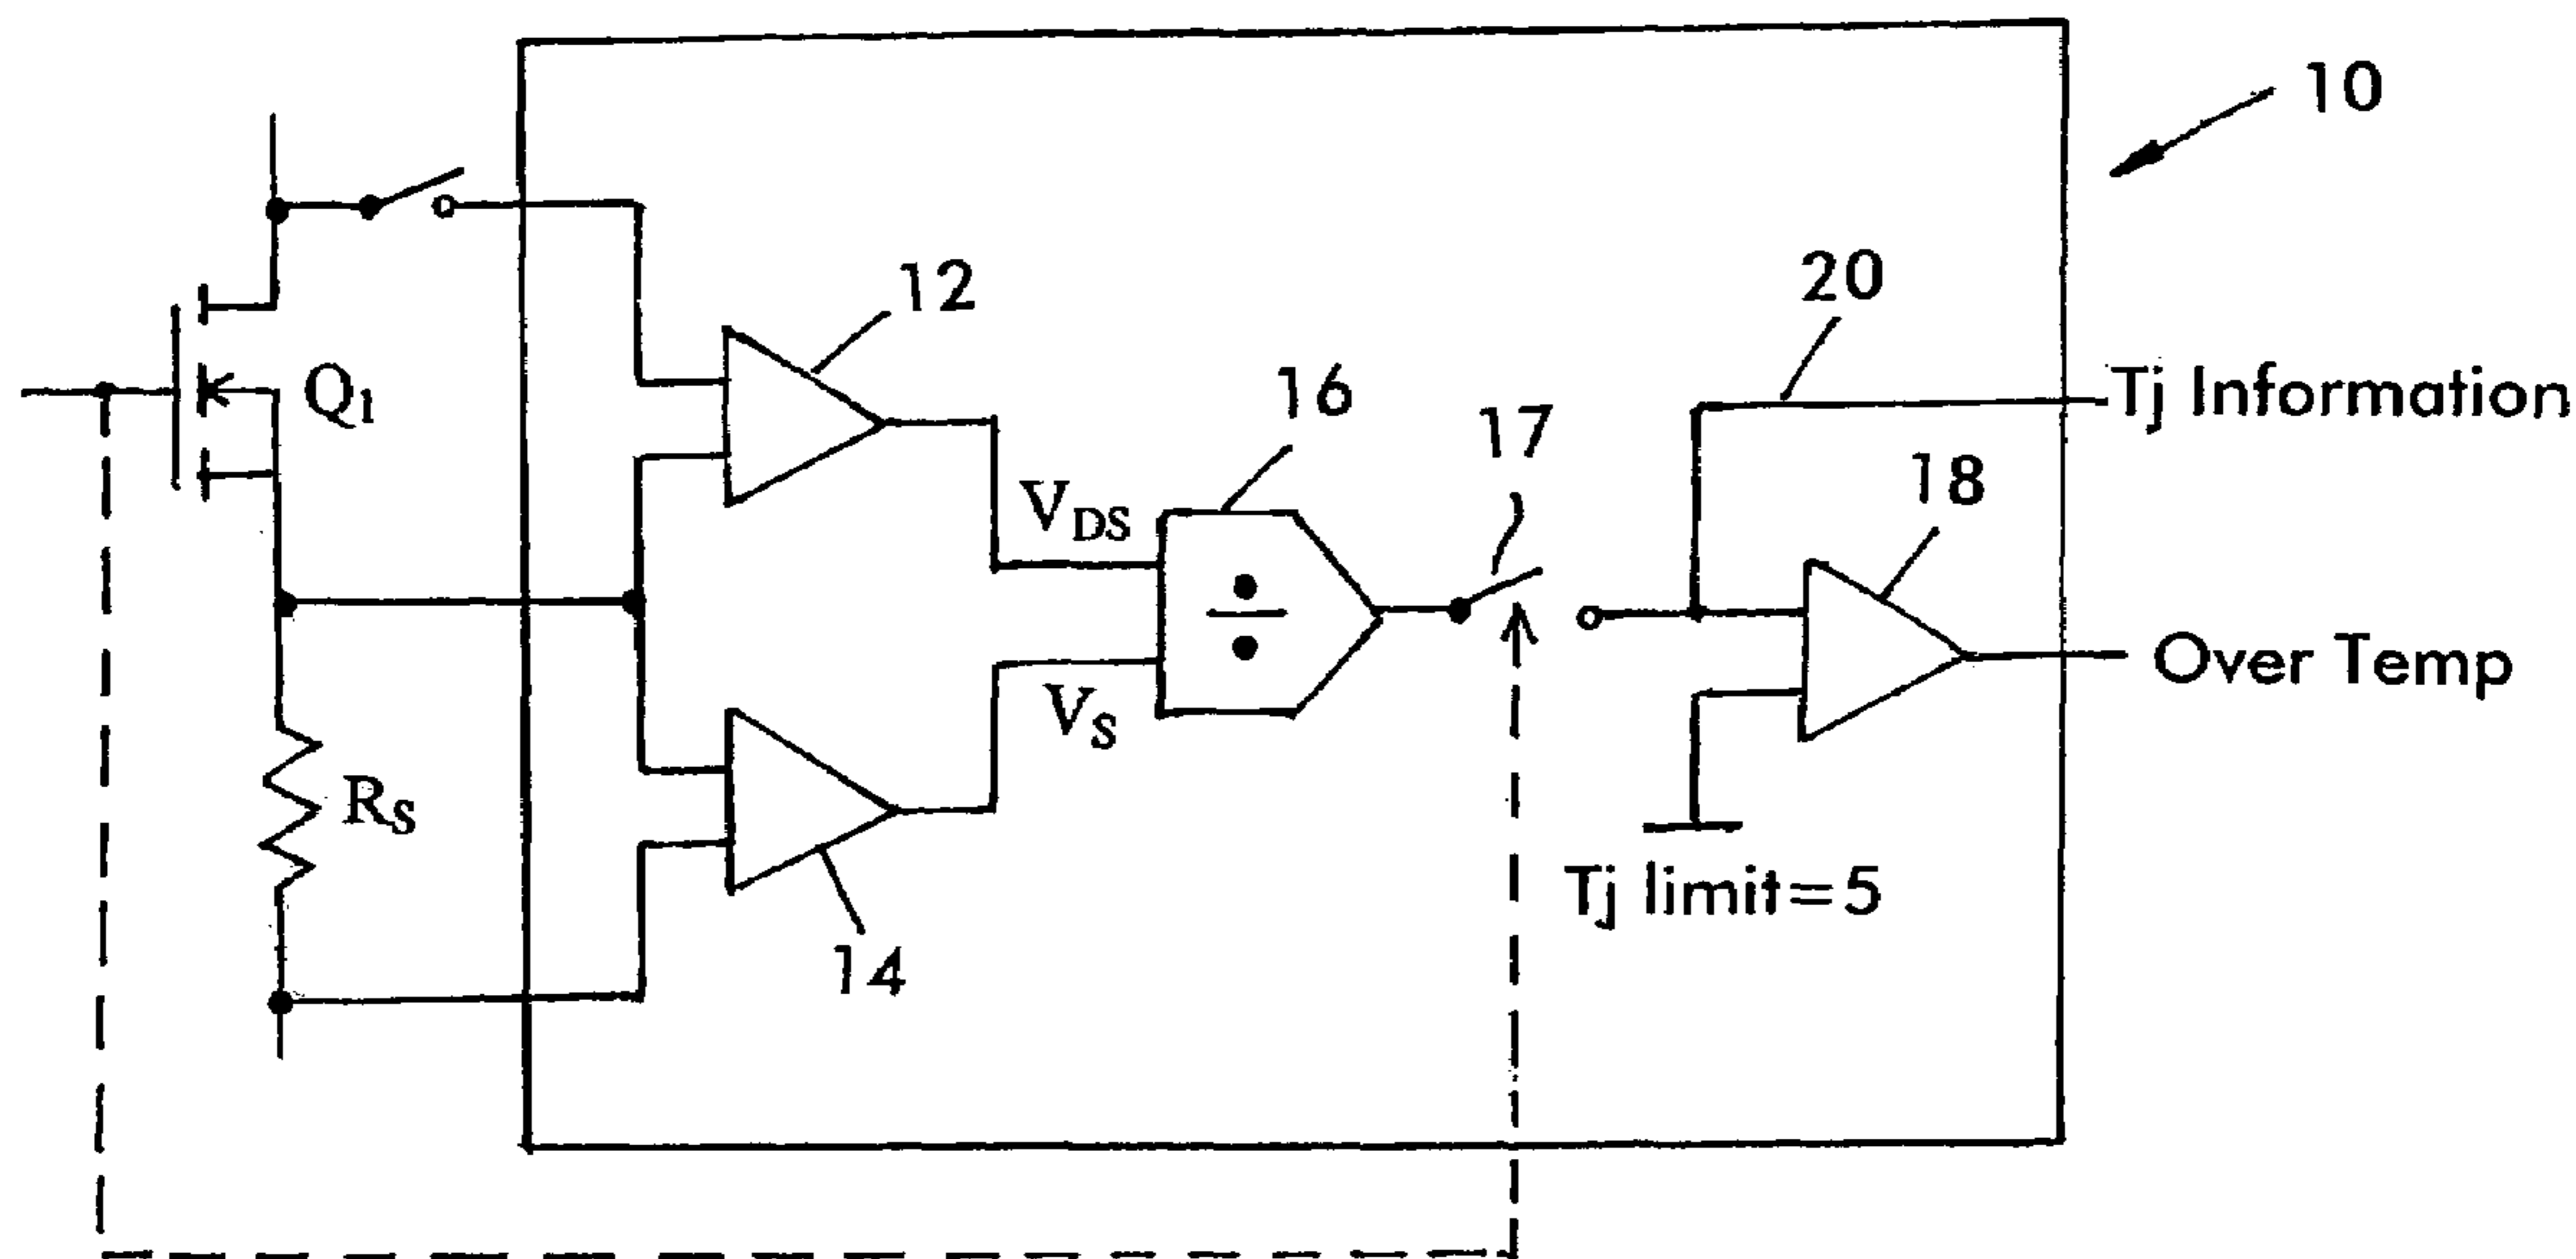 10
12
20
16
Tj Information
Q1
17
18
VDS
÷
Over Temp
VS
RS
Tj limit=5
14